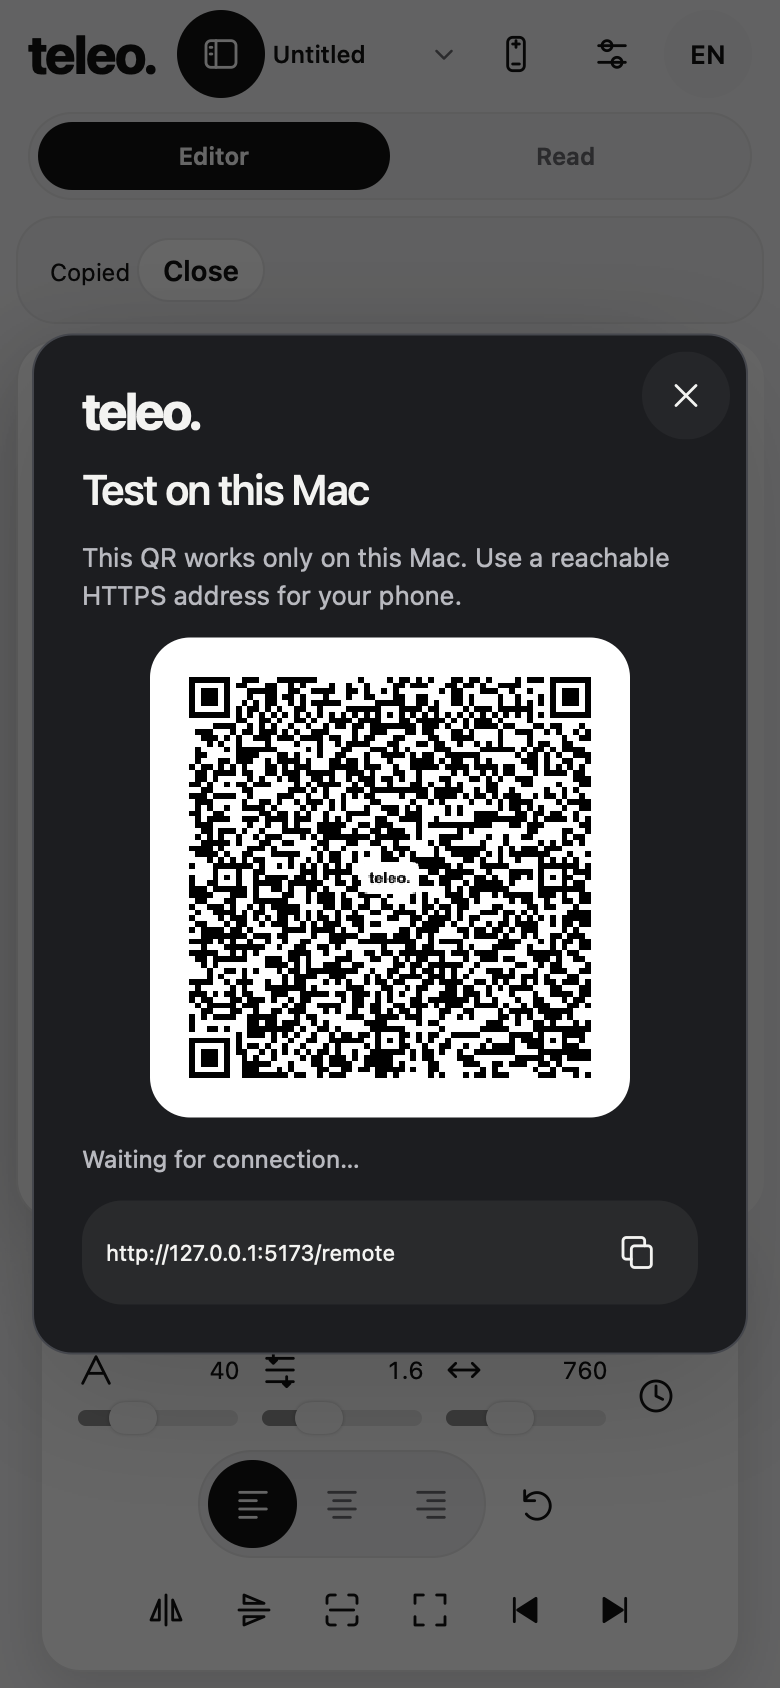 teleo.
Untitled
EN
Editor
Read
Copied
Close
teleo.
Test on this Mac
This QR works only on this Mac. Use a reachable
HTTPS address for your phone.
teleo.
Waiting for connection...
http://127.0.0.1:5173/remote
40
1.6
760